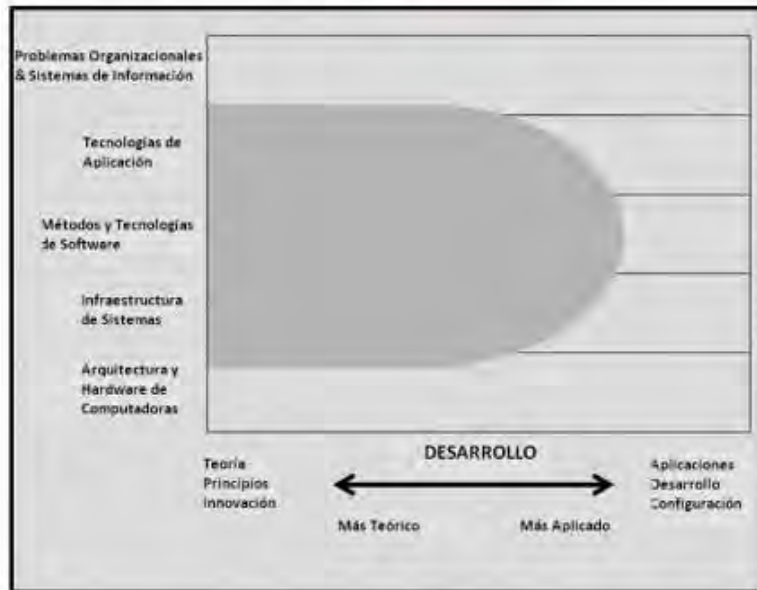 Problemas Organizacionales
& Sistemas de Información
Tecnologías de
Aplicación
Métodos y Tecnologías
de Software
Infraestructura
de Sistemas
Arquitectura y
Hardware de
Computadoras
DESARROLLO
Teoría
Principios
Innovación
Aplicaciones
Desarrollo
Configuración
Más Teórico
Más Aplicado